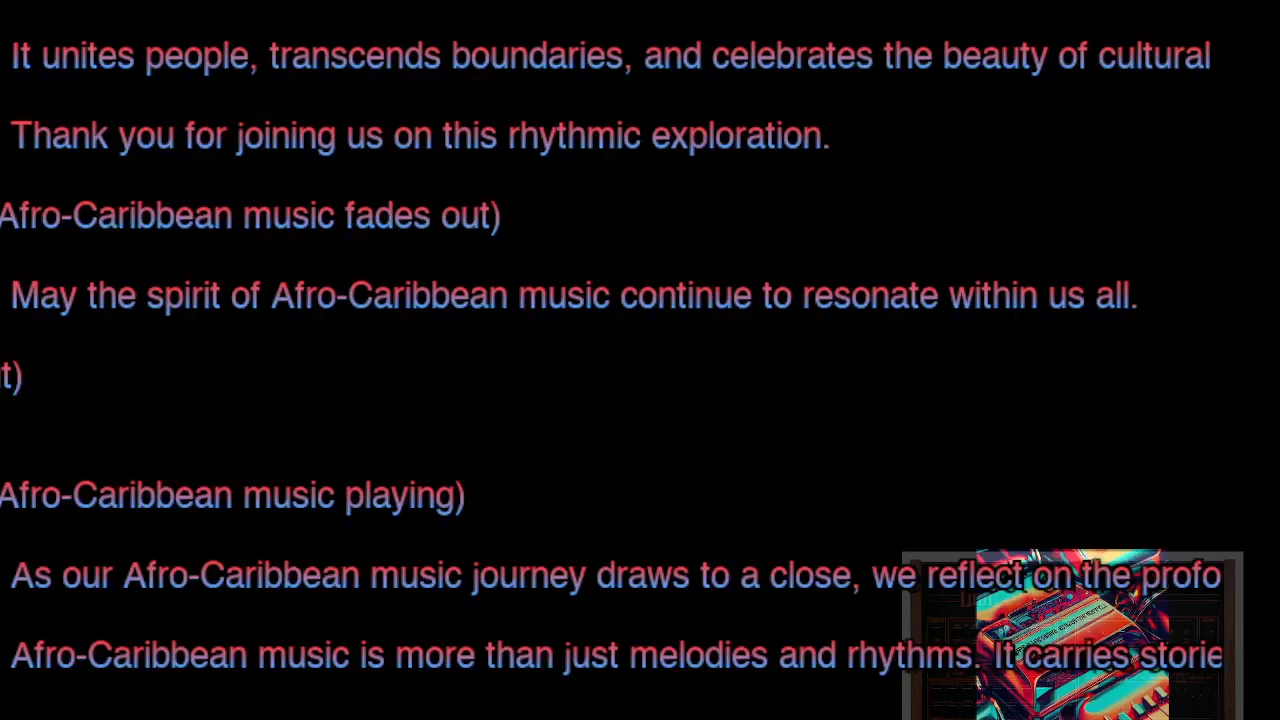 It unites people, transcends boundaries, and celebrates the beauty of cultural
Thank you for joining us on this rhythmic exploration.
Afro-Caribbean music fades out)
May the spirit of Afro-Caribbean music continue to resonate within us all.
t)
Afro-Caribbean music playing)
As our Afro-Caribbean music journey draws to a close, we reflect on the profo
Afro-Caribbean music is more than just melodies and rhythms. It carries storie